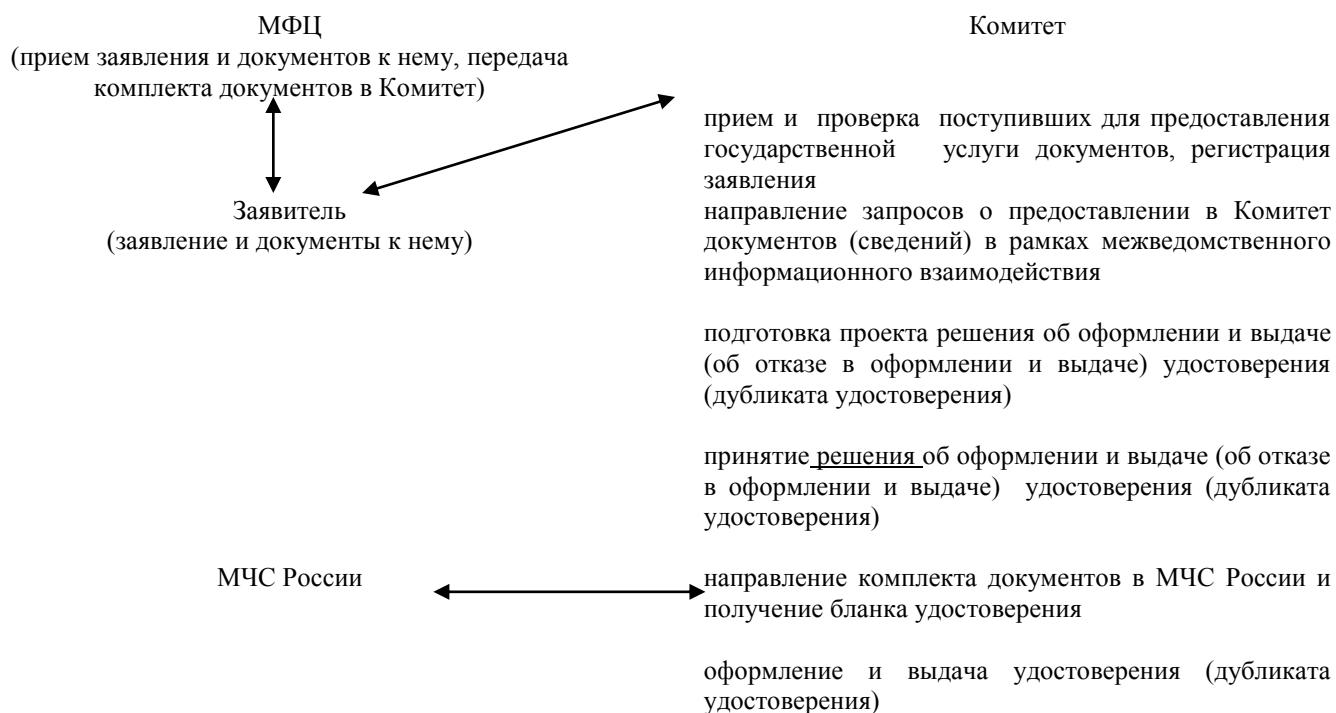 МФЦ
(прием заявления и документов к нему, передача
комплекта документов в Комитет)
Заявитель
(заявление и документы к нему)
МЧС России
Комитет
прием и проверка поступивших для предоставления
государственной услуги документов, регистрация
заявления
направление запросов о предоставлении в Комитет
документов (сведений) в рамках межведомственного
информационного взаимодействия
подготовка проекта решения об оформлении и выдаче
(об отказе в оформлении и выдаче) удостоверения
(дубликата удостоверения)
принятие решения об оформлении и выдаче (об отказе
в оформлении и выдаче) удостоверения (дубликата
удостоверения)
направление комплекта документов в МЧС России и
получение бланка удостоверения
оформление и выдача удостоверения (дубликата
удостоверения)